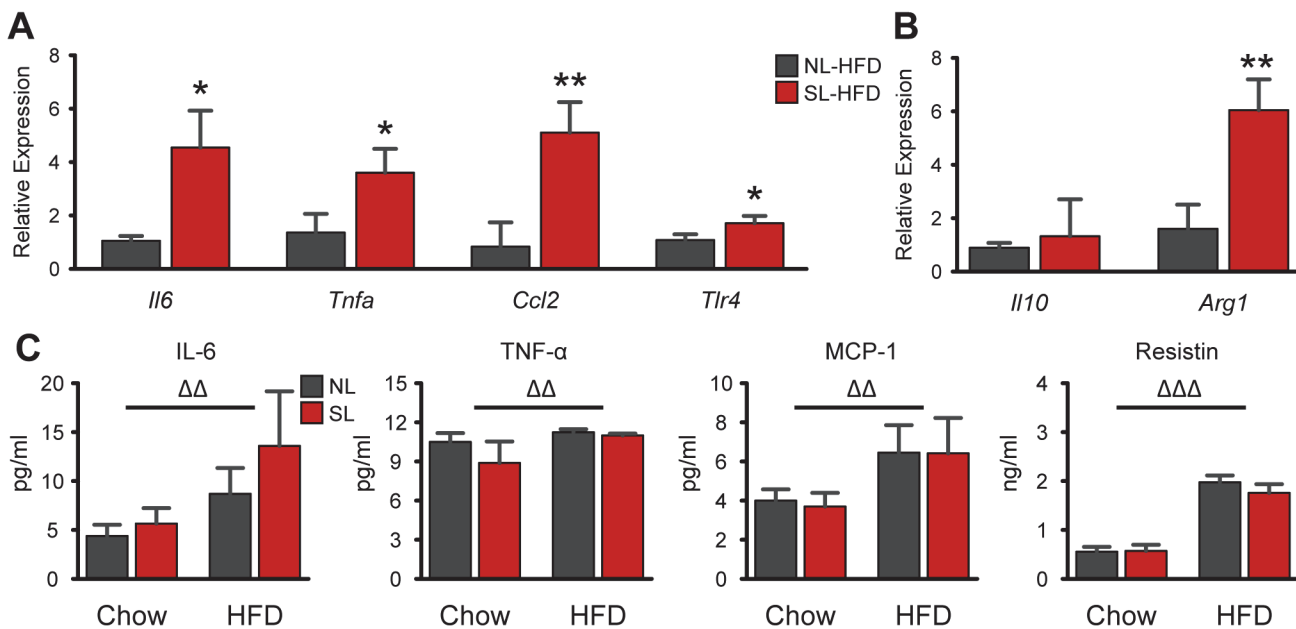 A
Relative Expression
8
6
4
2
0
* * ** *
NL-HFD
SL-HFD
Il6 Tnfa Ccl2 Tlr4
B
Relative Expression
8
6
4
2
0
**
Il10 Arg1
C
IL-6
pg/ml
20
15
10
5
0
ΔΔ
NL
SL
Chow HFD
TNF-α
pg/ml
15
12
9
6
3
0
ΔΔ
Chow HFD
MCP-1
pg/ml
10
8
6
4
2
0
ΔΔ
Chow HFD
Resistin
ng/ml
4
3
2
1
0
ΔΔΔ
Chow HFD